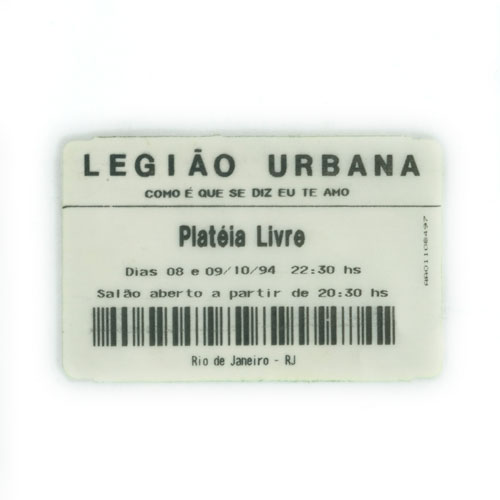 LEGIÃO URBANA
COMO É QUE SE DIZ EU TE AMO
Platéia Livre
Dias 08 e 09/10/94 22:30 hs
Salão aberto a partir de 20:30 hs
Rio de Janeiro - RJ